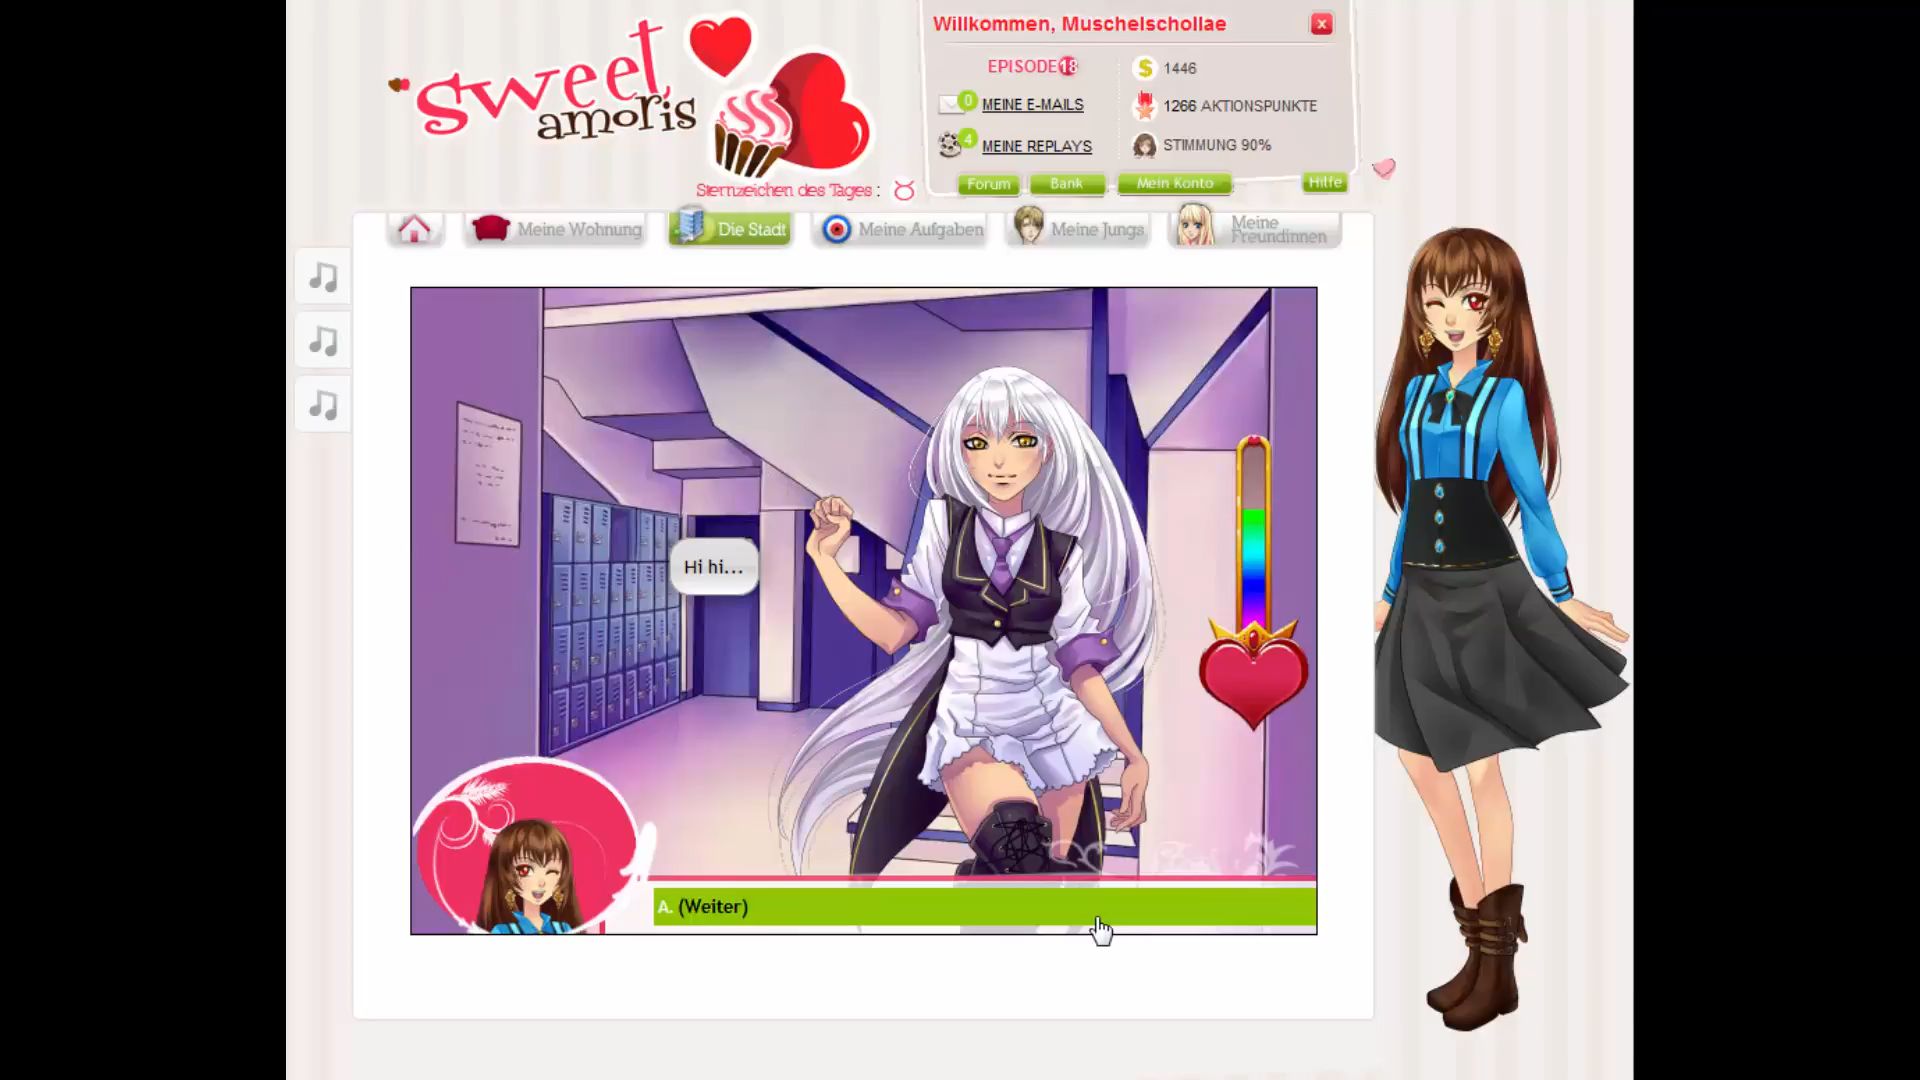 Sweet
amoris
Willkommen, Muschelschollae
EPISODE 18
$ 1446
0 MEINE E-MAILS
1266 AKTIONSPUNKTE
4 MEINE REPLAYS
STIMMUNG 90%
Sternzeichen des Tages :
Forum
Bank
Mein Konto
Hilfe
Meine Wohnung
Die Stadt
Meine Aufgaben
Meine Jungs
Meine
Freundinnen
Hi hi...
A. (Weiter)